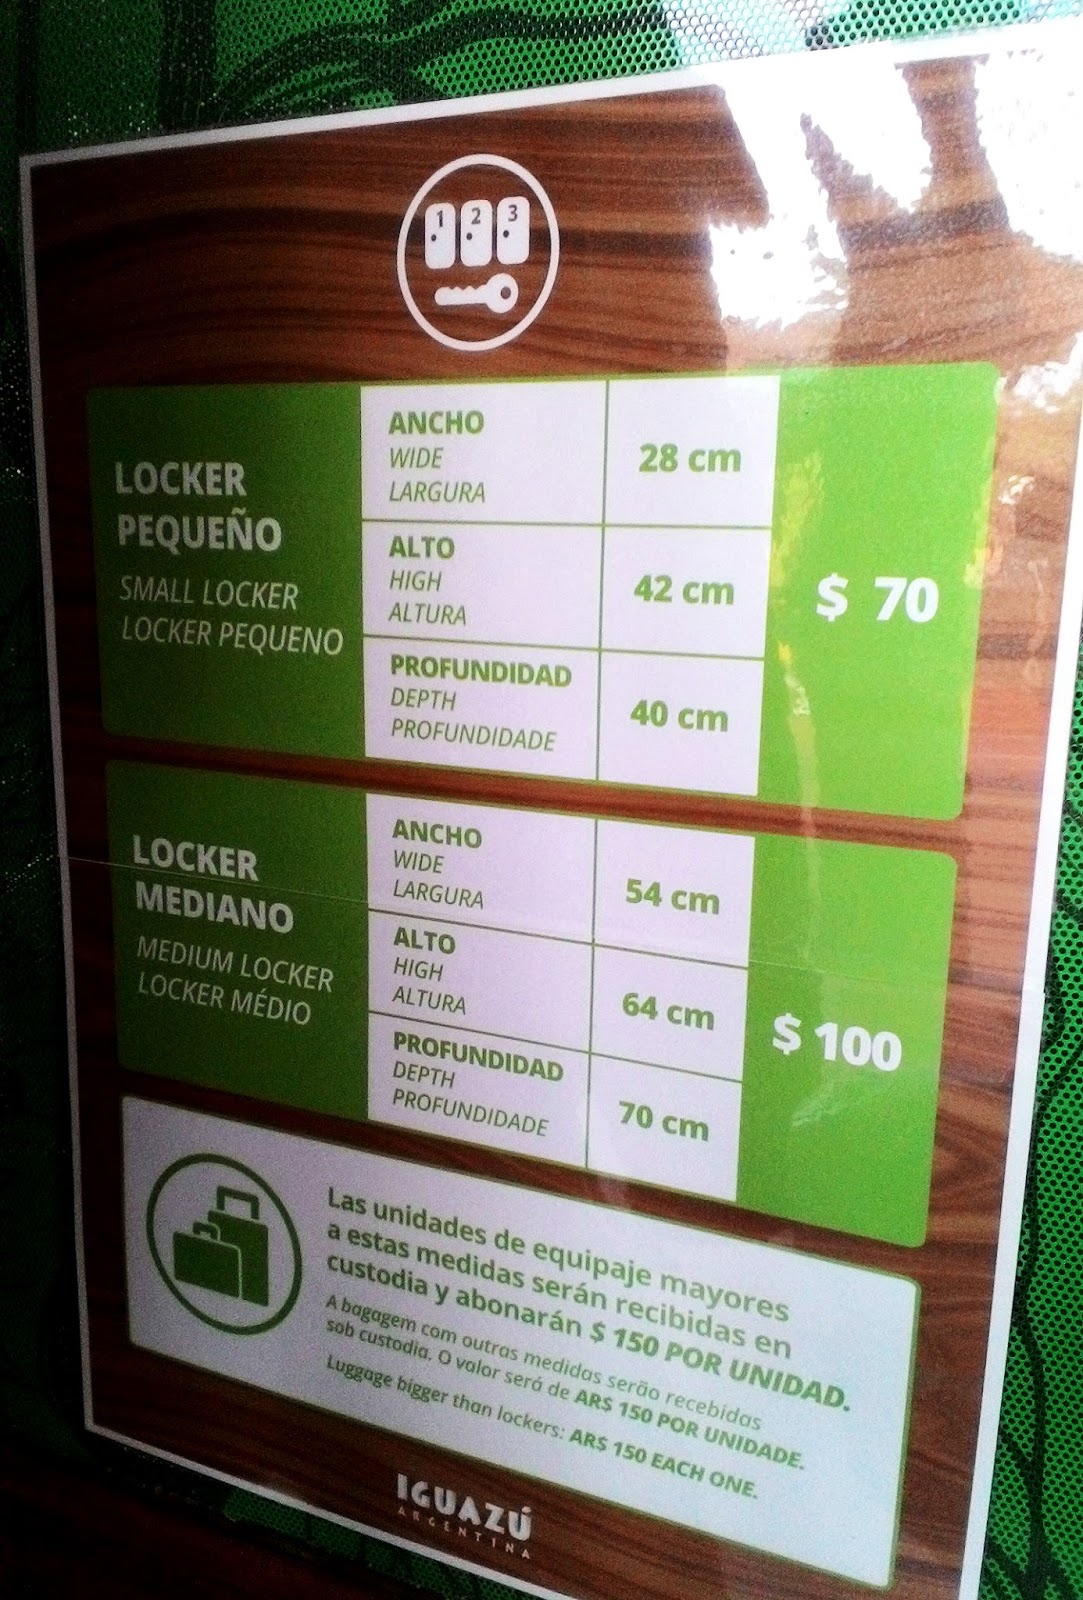 1 2 3
LOCKER
PEQUEÑO
SMALL LOCKER
LOCKER PEQUENO
ANCHO
WIDE
LARGURA
28 cm
ALTO
HIGH
ALTURA
42 cm
PROFUNDIDAD
DEPTH
PROFUNDIDADE
40 cm
$ 70
LOCKER
MEDIANO
MEDIUM LOCKER
LOCKER MÉDIO
ANCHO
WIDE
LARGURA
54 cm
ALTO
HIGH
ALTURA
64 cm
PROFUNDIDAD
DEPTH
PROFUNDIDADE
70 cm
$ 100
Las unidades de equipaje mayores
a estas medidas serán recibidas en
custodia y abonarán $ 150 POR UNIDAD.
A bagagem com outras medidas serão recebidas
sob custodia. O valor será de AR$ 150 POR UNIDADE.
Luggage bigger than lockers: AR$ 150 EACH ONE.
IGUAZÚ
ARGENTINA